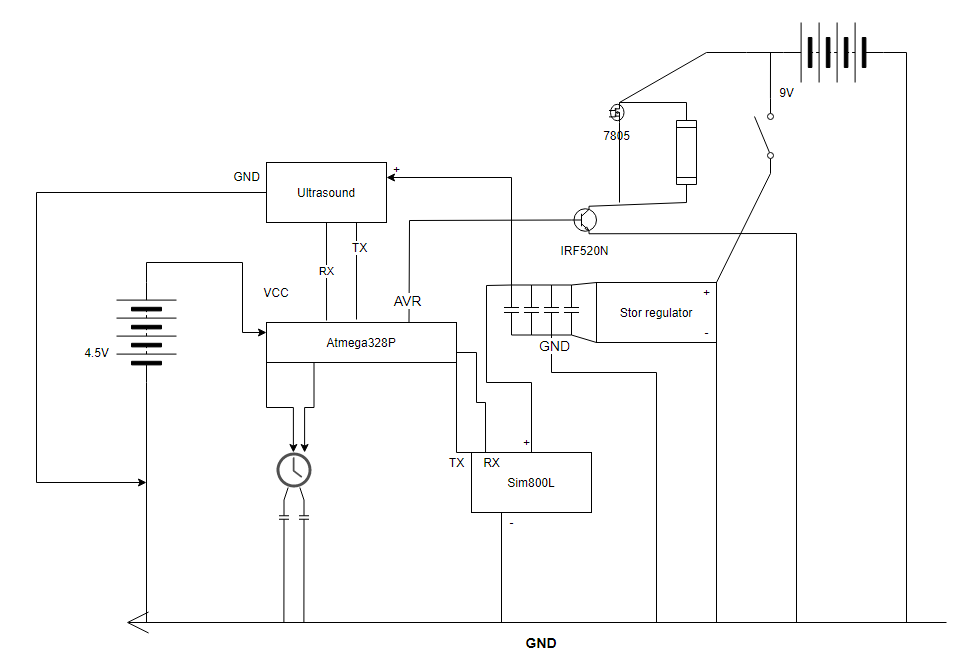 9V
7805
+
GND
Ultrasound
TX
RX
IRF520N
VCC
AVR
+
Stor regulator
-
Atmega328P
GND
4.5V
+
TX
RX
Sim800L
-
GND